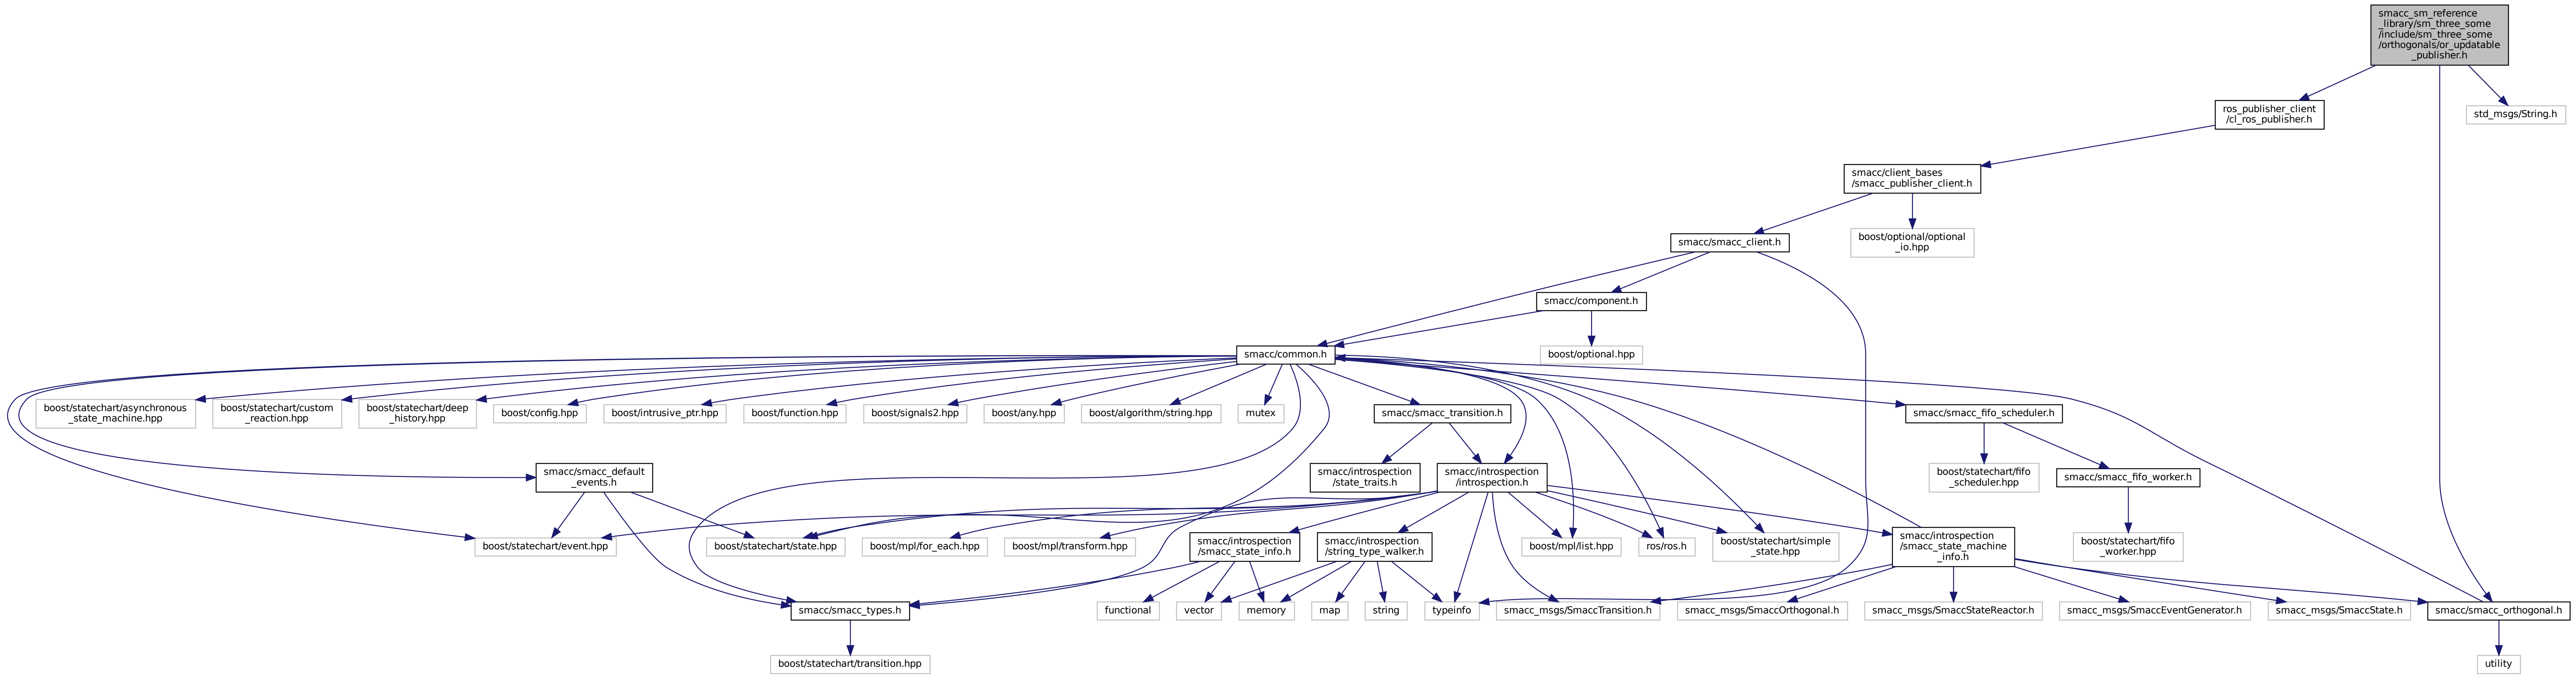 smacc_sm_reference
_library/sm_three_some
/include/sm_three_some
/orthogonals/or_updatable
_publisher.h
ros_publisher_client
/cl_ros_publisher.h
std_msgs/String.h
smacc/client_bases
/smacc_publisher_client.h
smacc/smacc_client.h
boost/optional/optional
_io.hpp
smacc/component.h
smacc/common.h
boost/optional.hpp
boost/statechart/asynchronous
_state_machine.hpp
boost/statechart/custom
_reaction.hpp
boost/statechart/deep
_history.hpp
boost/config.hpp
boost/intrusive_ptr.hpp
boost/function.hpp
boost/signals2.hpp
boost/any.hpp
boost/algorithm/string.hpp
mutex
smacc/smacc_transition.h
smacc/smacc_fifo_scheduler.h
smacc/smacc_default
_events.h
smacc/introspection
/state_traits.h
smacc/introspection
/introspection.h
boost/statechart/fifo
_scheduler.hpp
smacc/smacc_fifo_worker.h
boost/statechart/event.hpp
boost/statechart/state.hpp
boost/mpl/for_each.hpp
boost/mpl/transform.hpp
smacc/introspection
/smacc_state_info.h
smacc/introspection
/string_type_walker.h
boost/mpl/list.hpp
ros/ros.h
boost/statechart/simple
_state.hpp
smacc/introspection
/smacc_state_machine
_info.h
boost/statechart/fifo
_worker.hpp
smacc/smacc_types.h
functional
vector
memory
map
string
typeinfo
smacc_msgs/SmaccTransition.h
smacc_msgs/SmaccOrthogonal.h
smacc_msgs/SmaccStateReactor.h
smacc_msgs/SmaccEventGenerator.h
smacc_msgs/SmaccState.h
smacc/smacc_orthogonal.h
boost/statechart/transition.hpp
utility